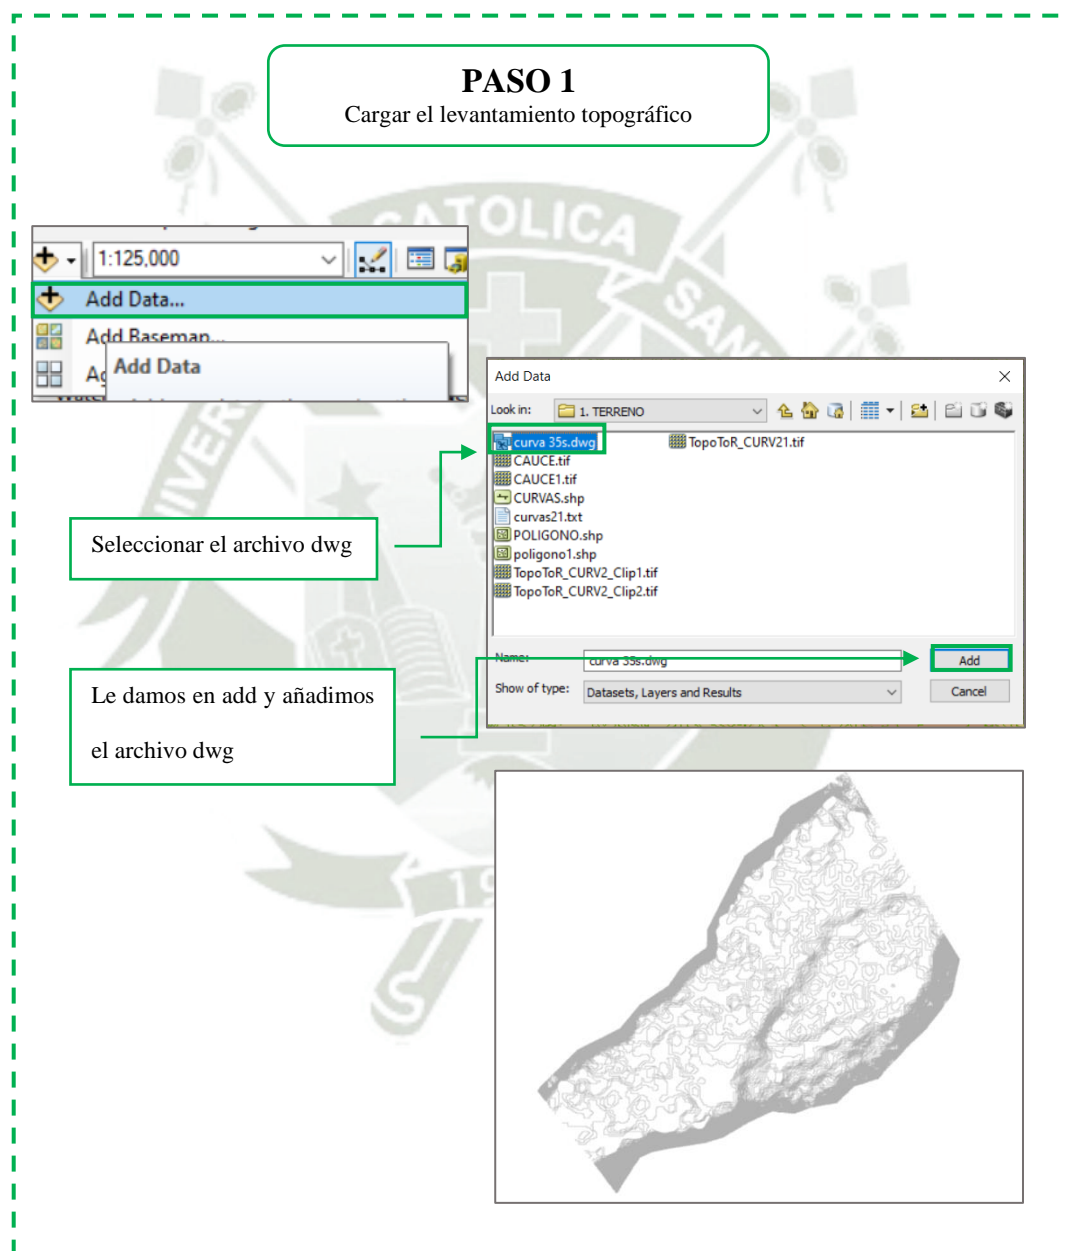 PASO 1
Cargar el levantamiento topográfico
CATOLICA
SAN
1:125,000
Add Data...
Add Baseman...
Add Data
Add Data
Look in:
1. TERRENO
curva 35s.dwg
TopoToR_CURV21.tif
CAUCE.tif
CAUCE1.tif
CURVAS.shp
curvas21.txt
POLIGONO.shp
poligono1.shp
TopoToR_CURV2_Clip1.tif
TopoToR_CURV2_Clip2.tif
Seleccionar el archivo dwg
Name:
curva 35s.dwg
Add
Show of type:
Datasets, Layers and Results
Cancel
Le damos en add y añadimos
el archivo dwg